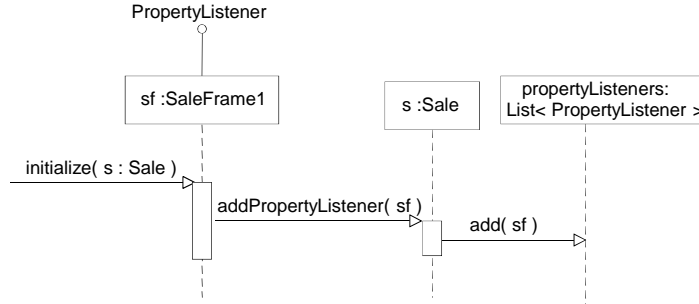 PropertyListener
sf :SaleFrame1
s :Sale
propertyListeners:
List< PropertyListener >
initialize( s : Sale )
addPropertyListener( sf )
add( sf )